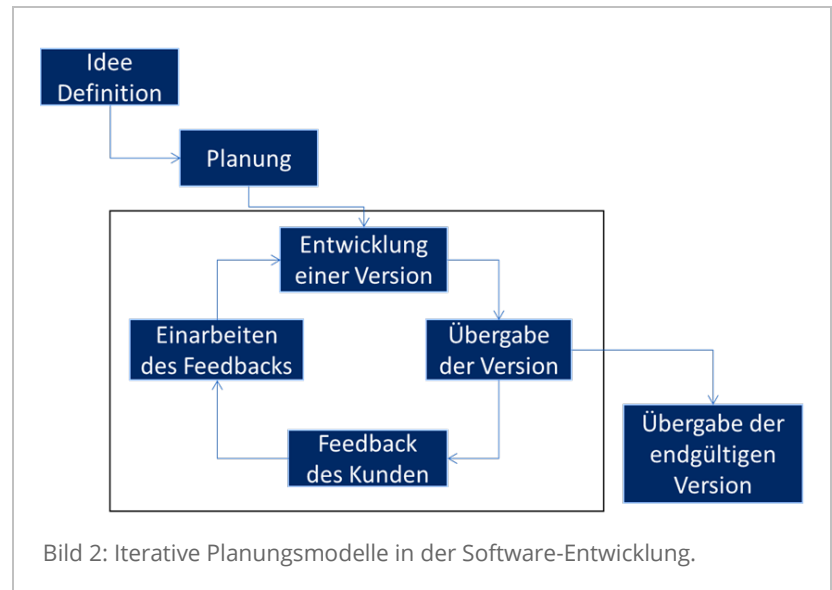 Idee
Definition
Planung
Entwicklung
einer Version
Einarbeiten
des Feedbacks
Übergabe
der Version
Feedback
des Kunden
Übergabe der
endgültigen
Version
Bild 2: Iterative Planungsmodelle in der Software-Entwicklung.